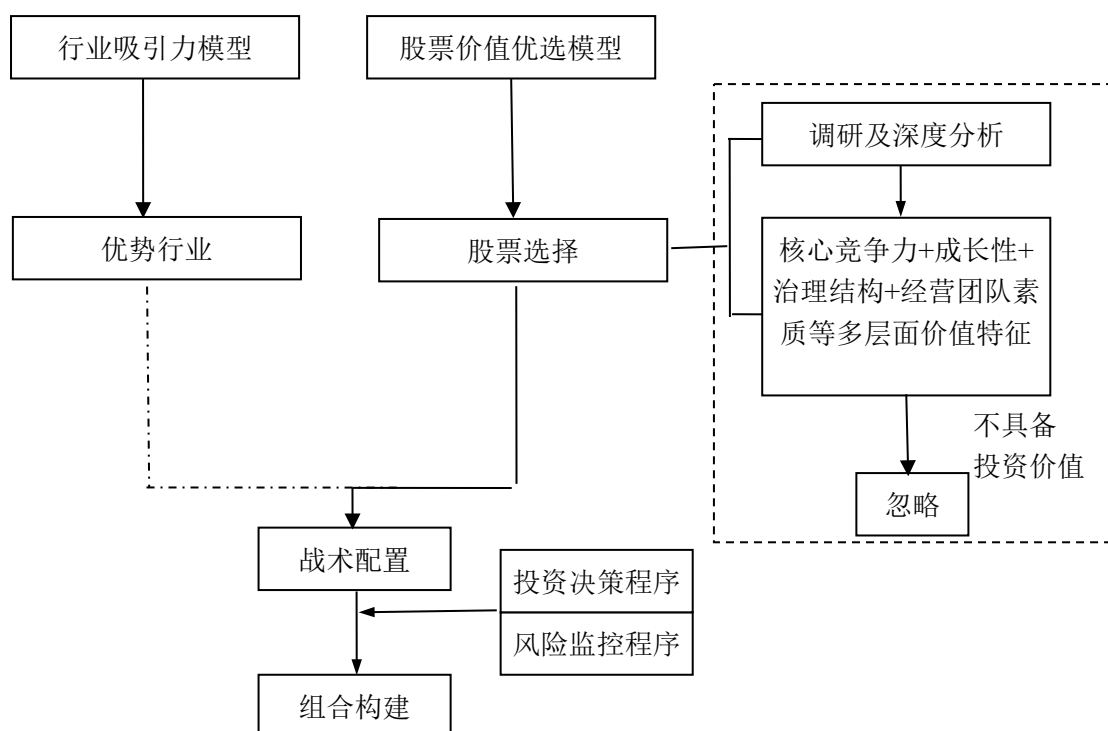 行业吸引力模型
股票价值优选模型
调研及深度分析
优势行业
股票选择
核心竞争力+成长性+
治理结构+经营团队素
质等多层面价值特征
不具备
投资价值
忽略
战术配置
投资决策程序
风险监控程序
组合构建